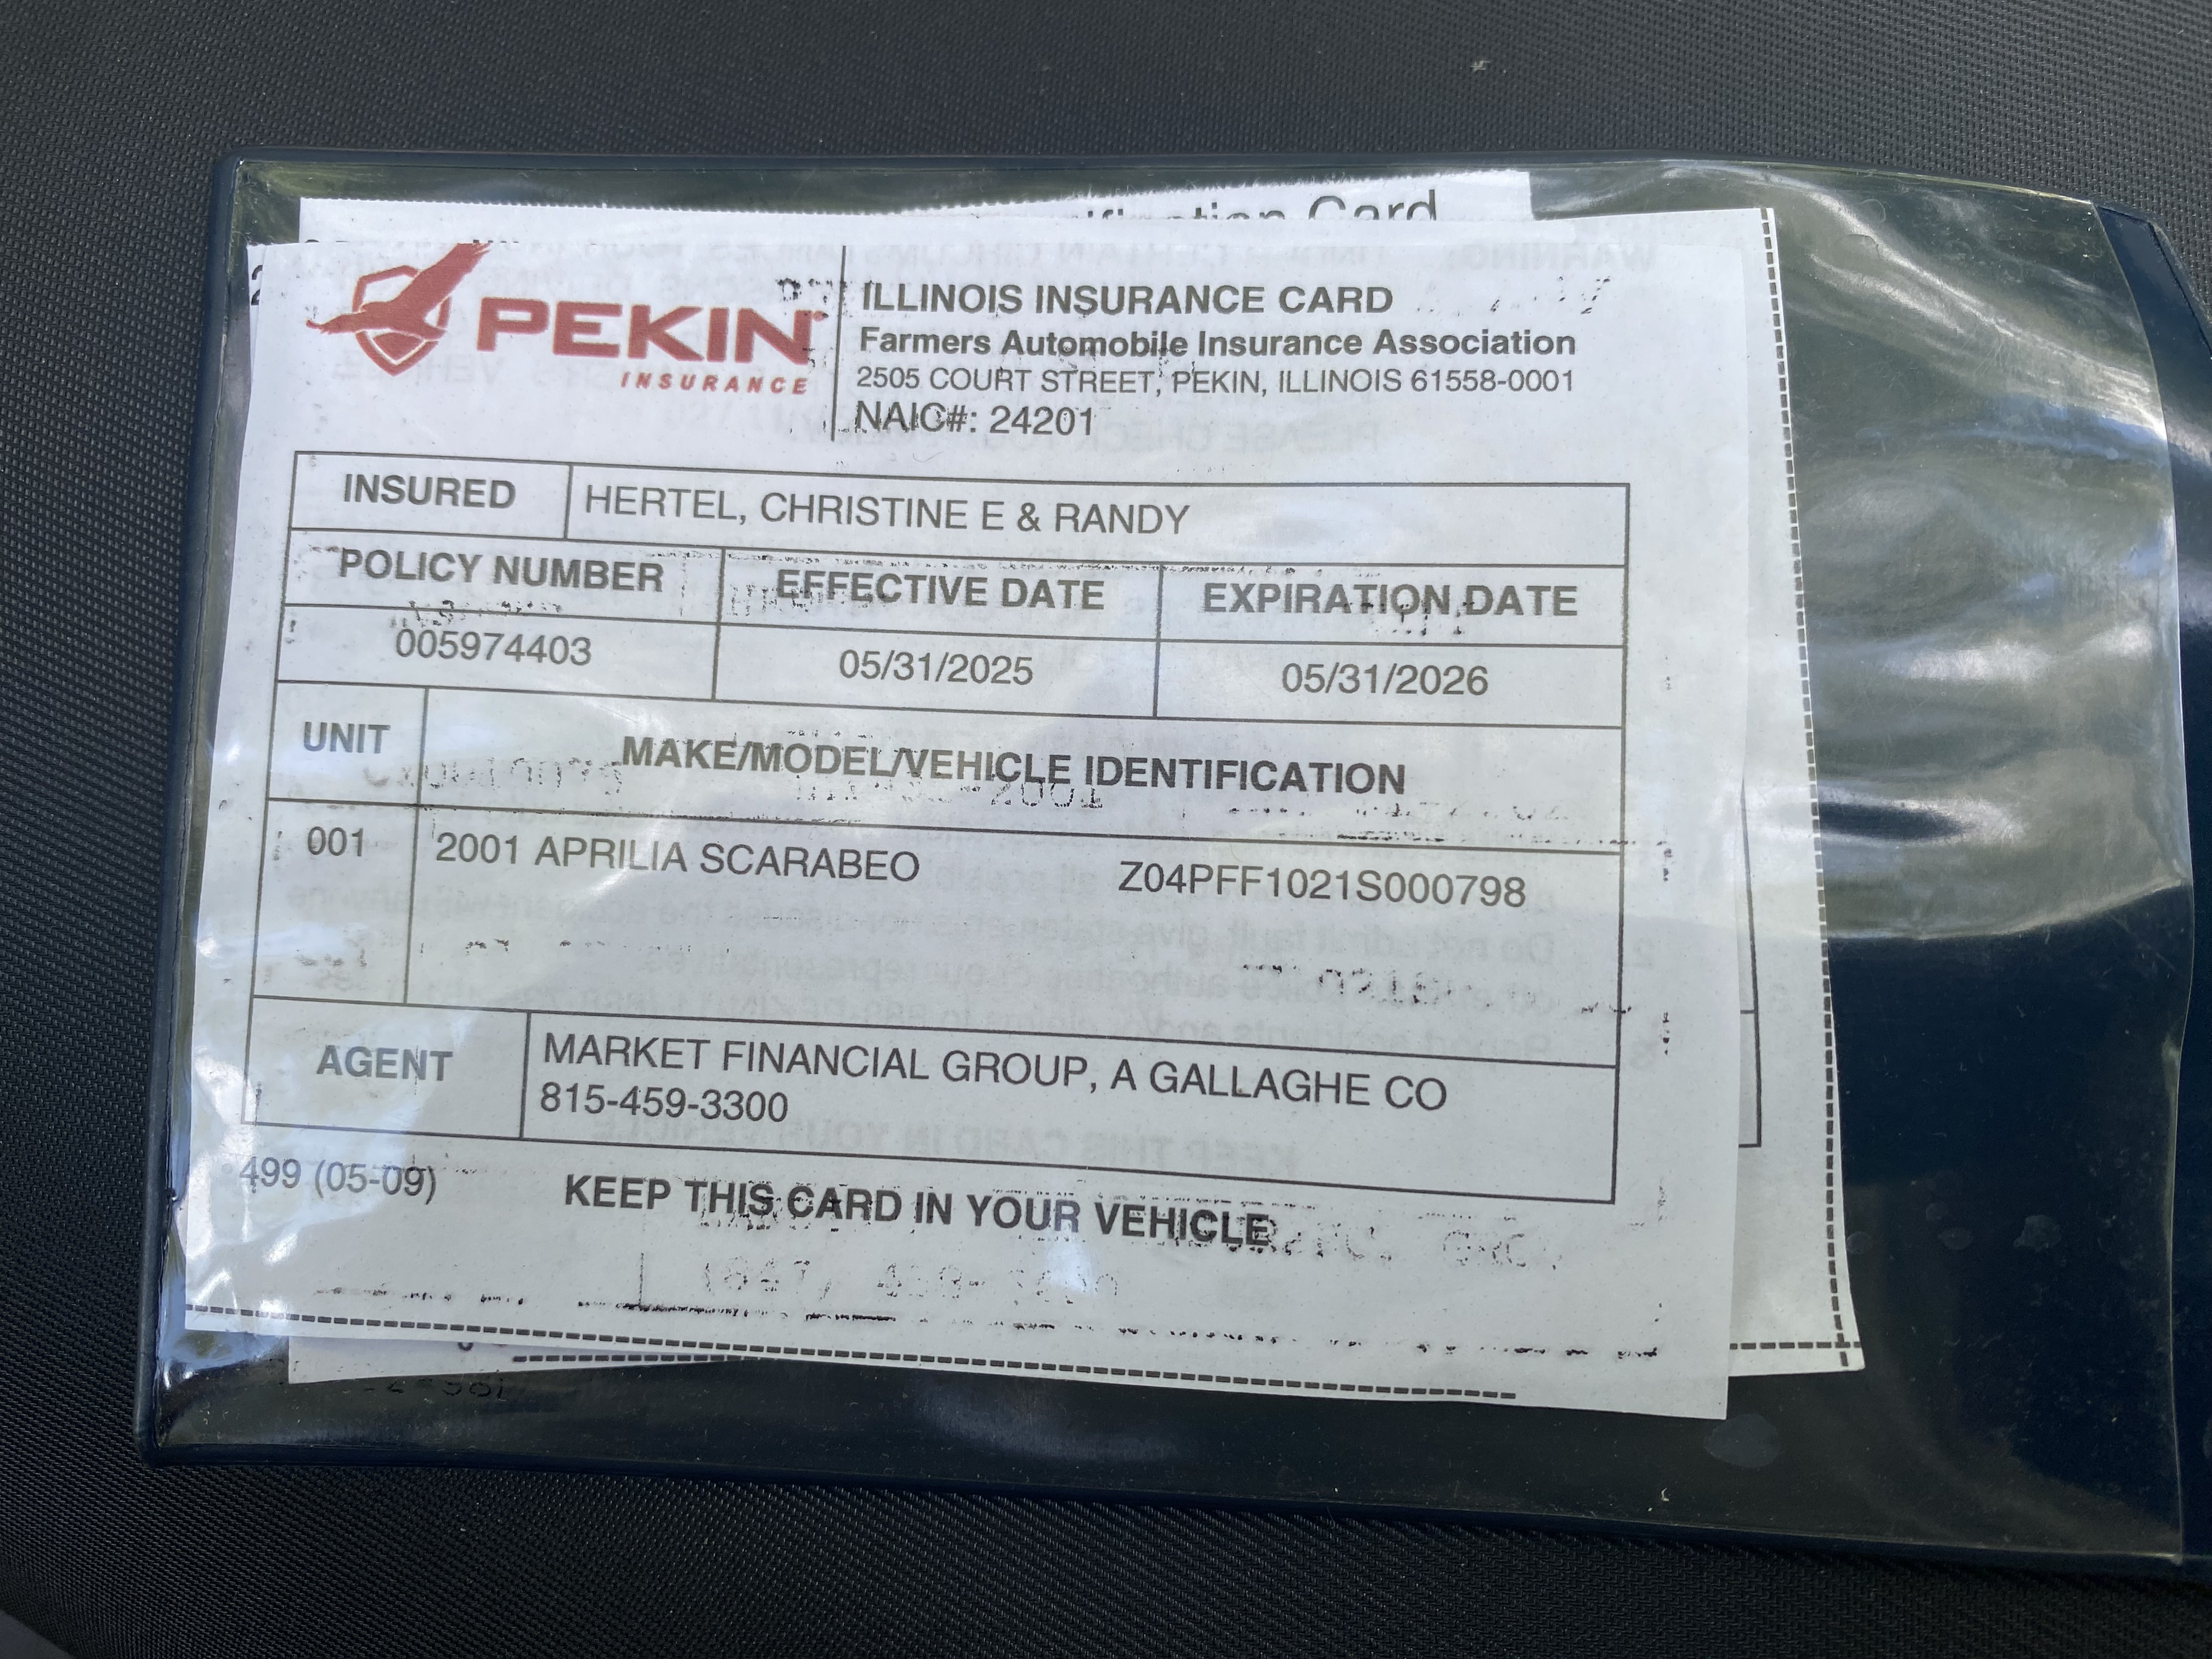 ification Card
PEKIN
INSURANCE
ILLINOIS INSURANCE CARD
Farmers Automobile Insurance Association
2505 COURT STREET, PEKIN, ILLINOIS 61558-0001
NAIC#: 24201
INSURED HERTEL, CHRISTINE E & RANDY
POLICY NUMBER EFFECTIVE DATE EXPIRATION DATE
005974403 05/31/2025 05/31/2026
UNIT MAKE/MODEL/VEHICLE IDENTIFICATION
001 2001 APRILIA SCARABEO Z04PFF1021S000798
AGENT MARKET FINANCIAL GROUP, A GALLAGHE CO
815-459-3300
499 (05-09) KEEP THIS CARD IN YOUR VEHICLE